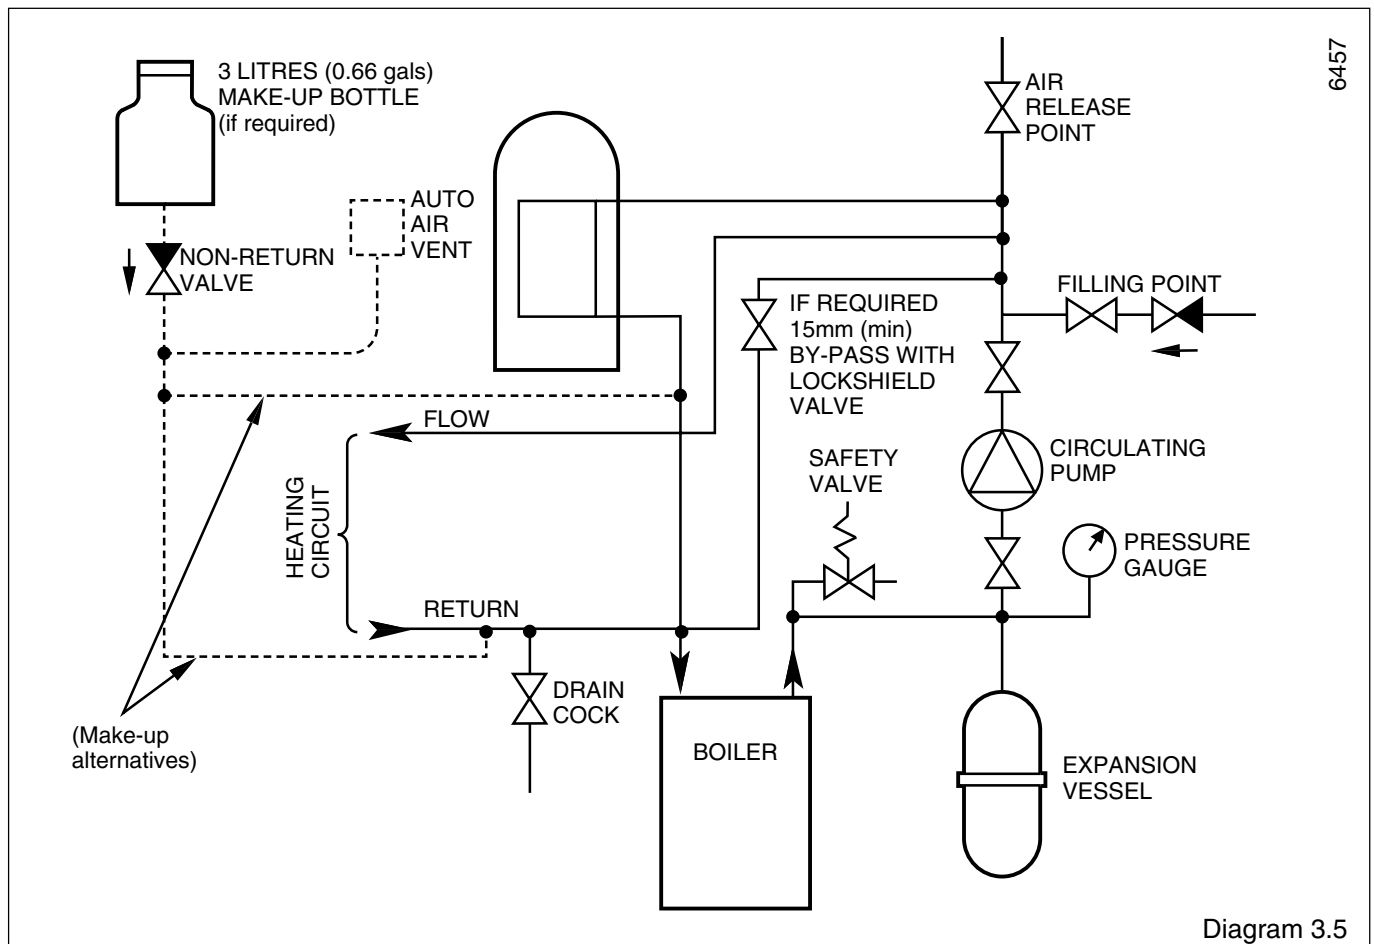 6457
3 LITRES (0.66 gals)
MAKE-UP BOTTLE
(if required)
AIR
RELEASE
POINT
AUTO
AIR
VENT
NON-RETURN
VALVE
FILLING POINT
IF REQUIRED
15mm (min)
BY-PASS WITH
LOCKSHIELD
VALVE
FLOW
SAFETY
VALVE
CIRCULATING
PUMP
HEATING
CIRCUIT
PRESSURE
GAUGE
RETURN
DRAIN
COCK
(Make-up
alternatives)
BOILER
EXPANSION
VESSEL
Diagram 3.5